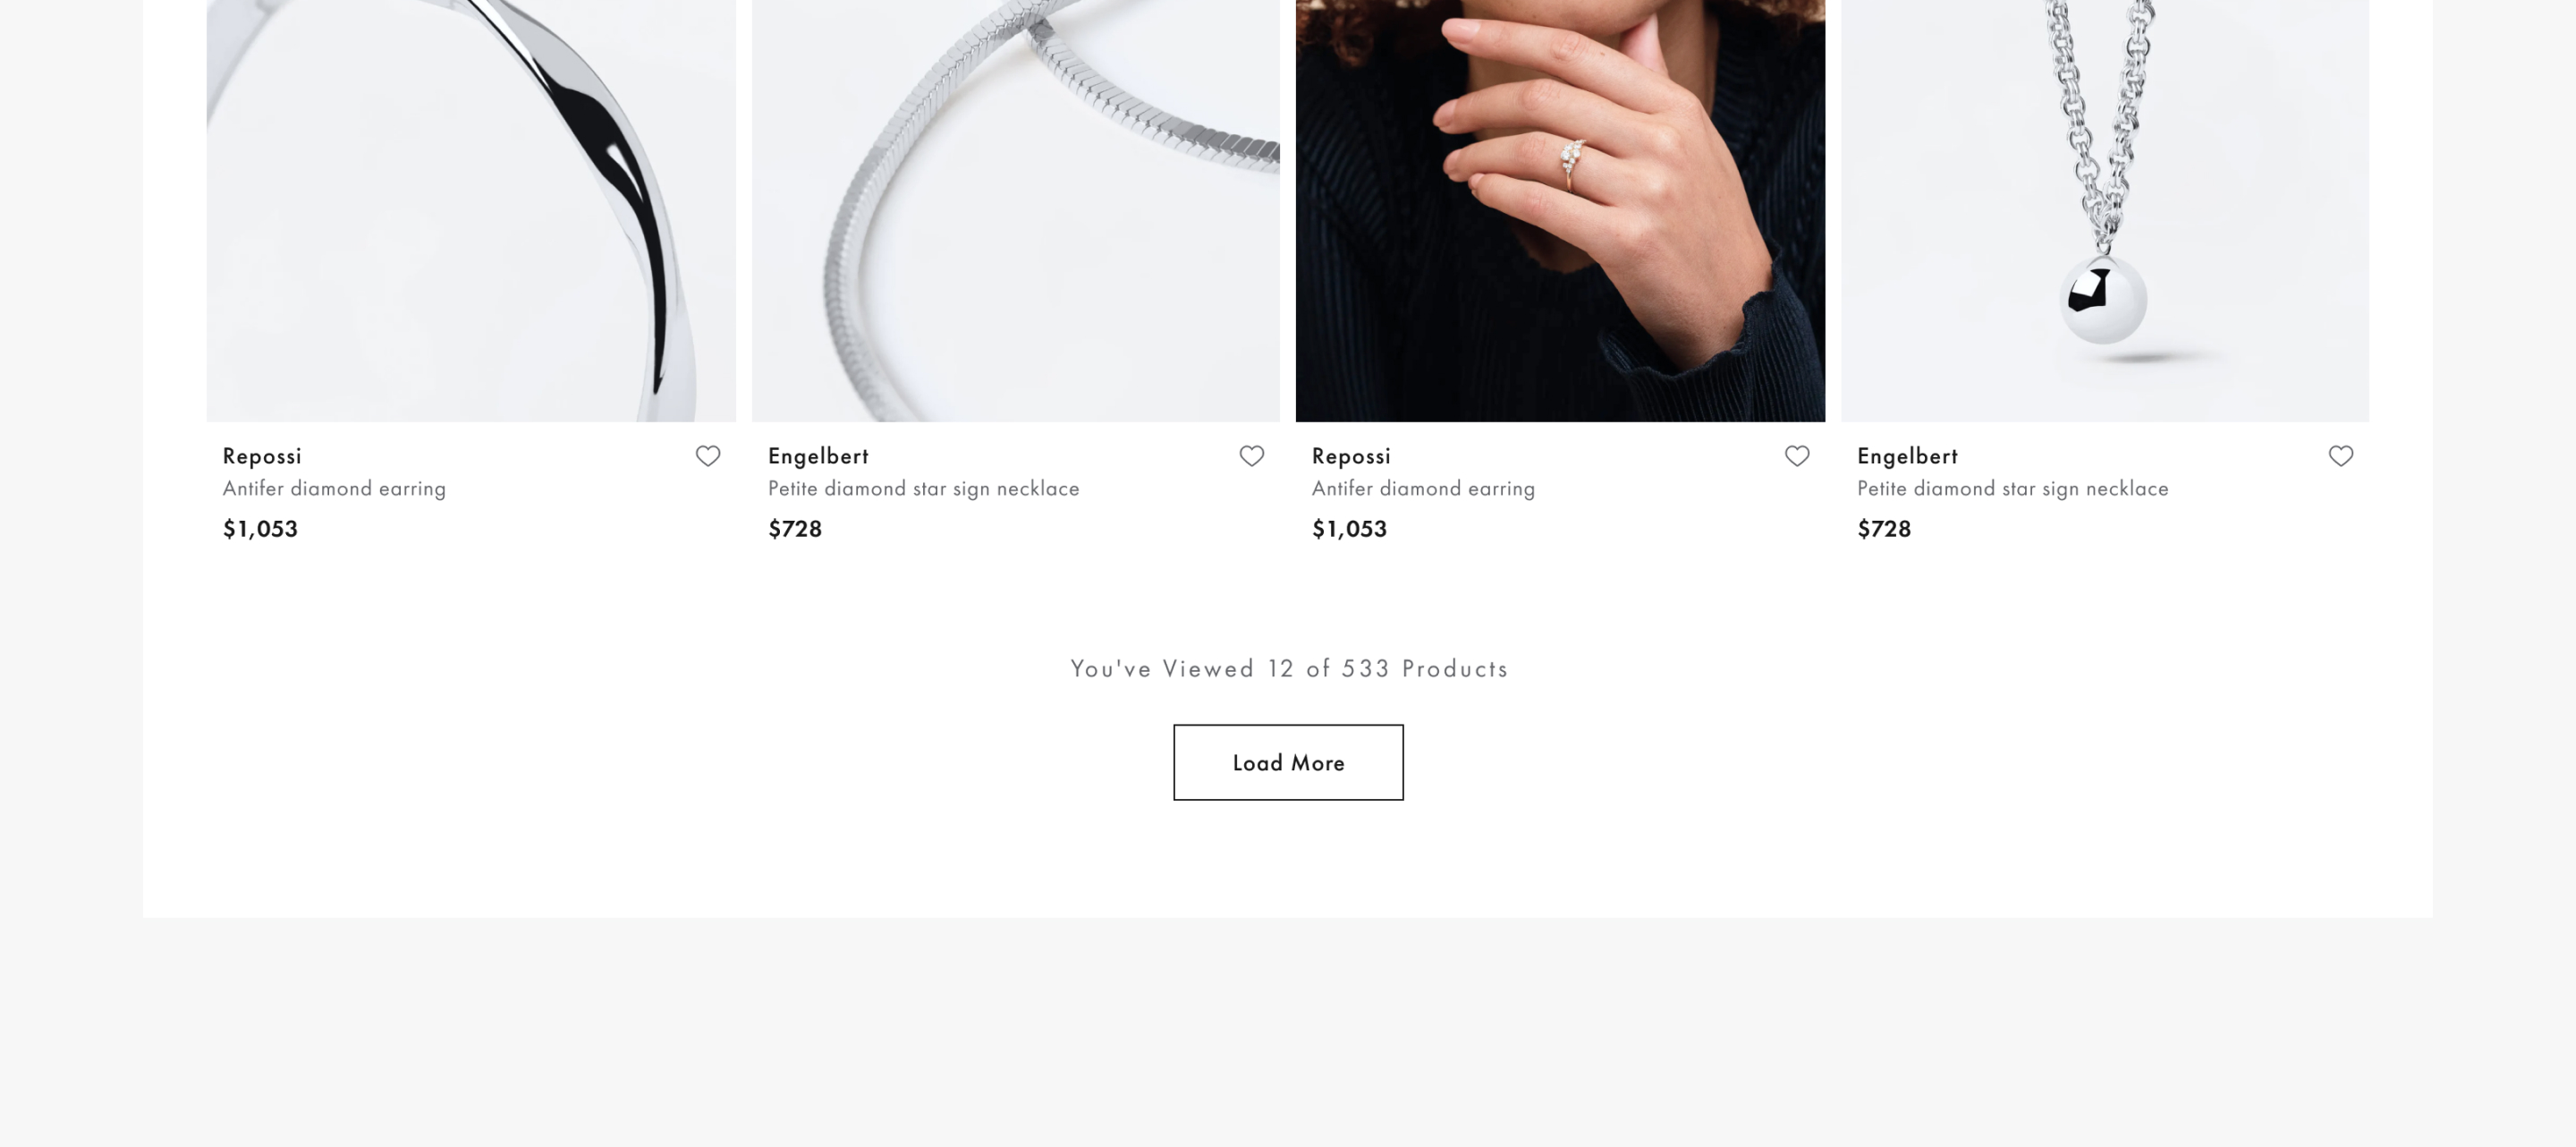 Repossi
Antifer diamond earring
$1,053
Engelbert
Petite diamond star sign necklace
$728
Repossi
Antifer diamond earring
$1,053
Engelbert
Petite diamond star sign necklace
$728
You've Viewed 12 of 533 Products
Load More